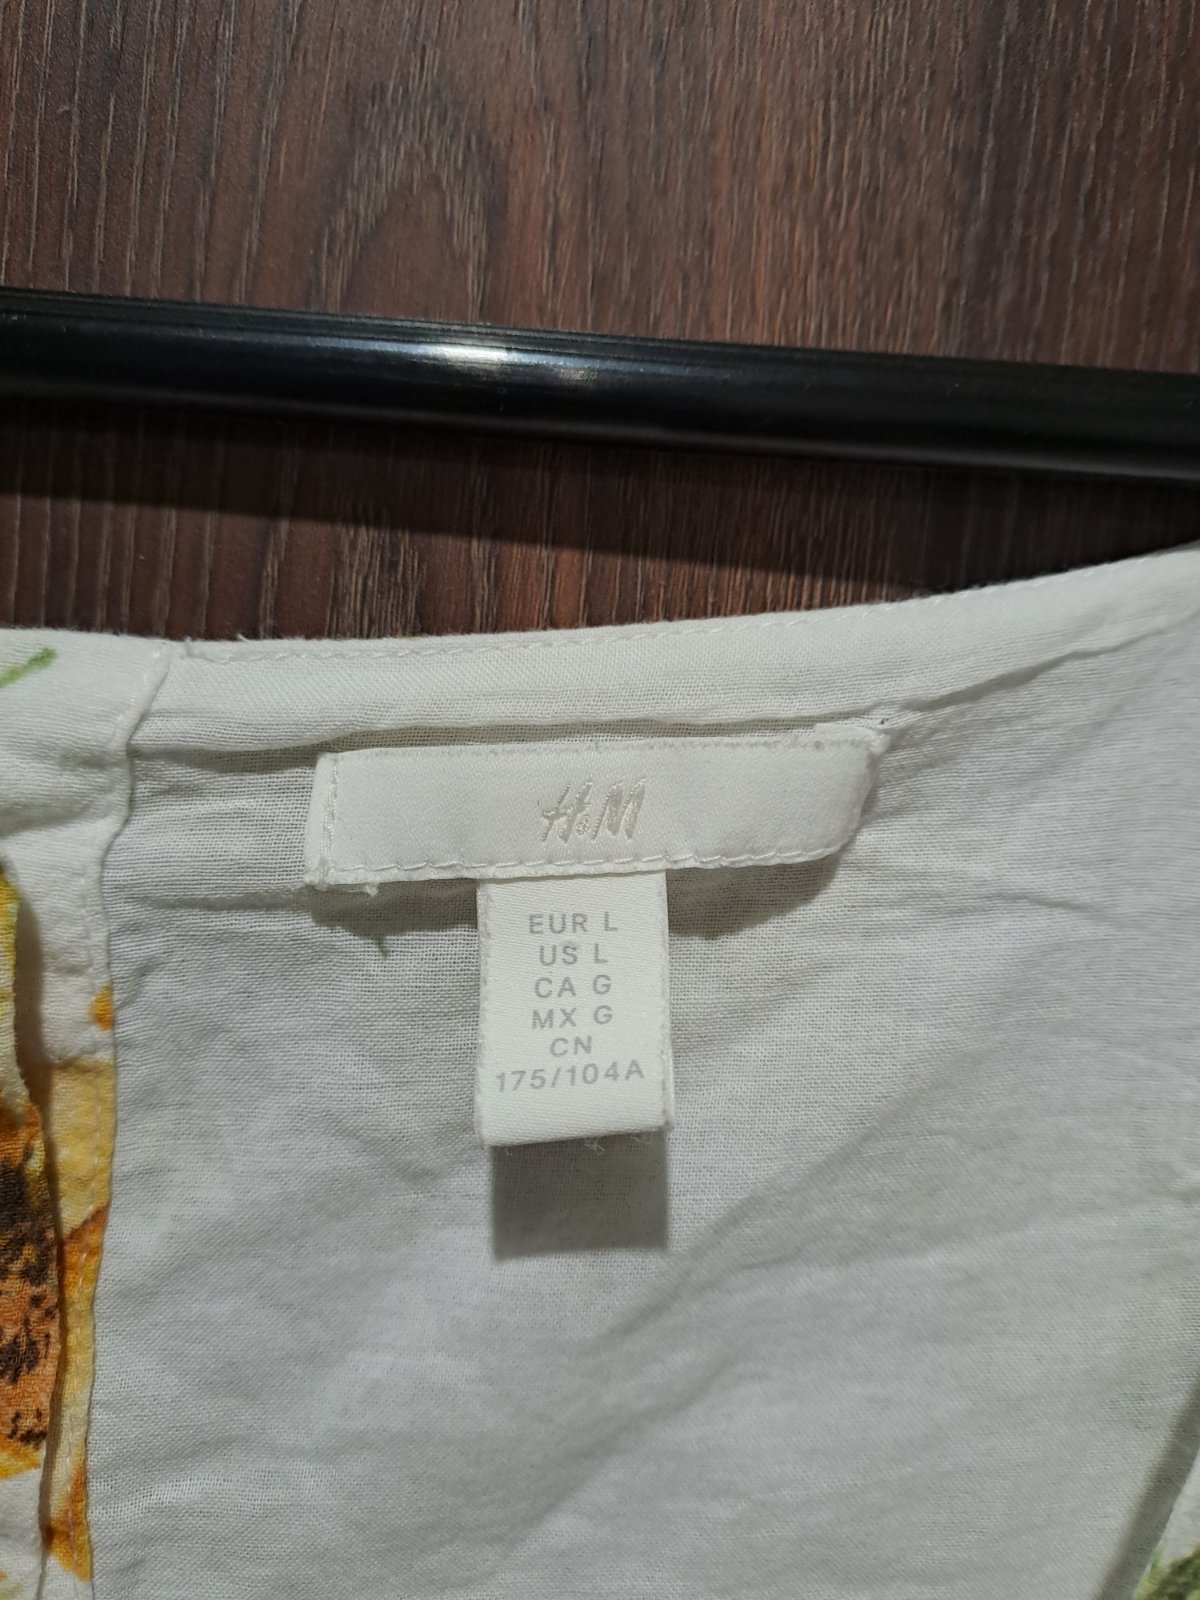 H&M
EUR L
US L
CA G
MX G
CN
175/104A